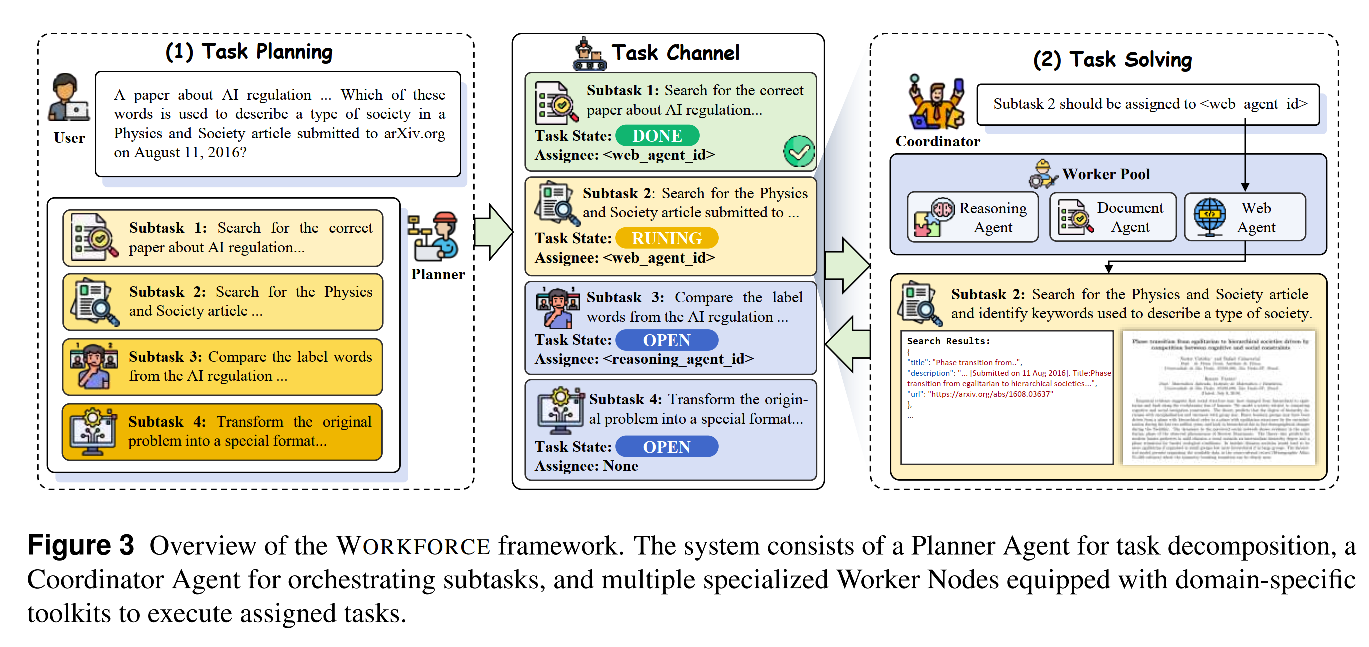 (1) Task Planning
User
A paper about AI regulation ... Which of these
words is used to describe a type of society in a
Physics and Society article submitted to arXiv.org
on August 11, 2016?
Subtask 1: Search for the correct
paper about AI regulation...
Subtask 2: Search for the Physics
and Society article ...
Subtask 3: Compare the label words
from the AI regulation ...
Subtask 4: Transform the original
problem into a special format...
Planner
Task Channel
Subtask 1: Search for the correct
paper about AI regulation...
Task State: DONE
Assignee: <web_agent_id>
Subtask 2: Search for the Physics
and Society article submitted to ...
Task State: RUNING
Assignee: <web_agent_id>
Subtask 3: Compare the label
words from the AI regulation ...
Task State: OPEN
Assignee: <reasoning_agent_id>
Subtask 4: Transform the origin-
al problem into a special format...
Task State: OPEN
Assignee: None
(2) Task Solving
Coordinator
Subtask 2 should be assigned to <web_agent_id>
Worker Pool
Reasoning
Agent
Document
Agent
Web
Agent
Subtask 2: Search for the Physics and Society article
and identify keywords used to describe a type of society.
Search Results:
[
"title": "Phase transition from...",
"description": "... [Submitted on 11 Aug 2016]. Title:Phase
transition from egalitarian to hierarchical societies...",
"url": "https://arxiv.org/abs/1608.03637"
],
...
Phase transition from egalitarian to hierarchical societies driven by
competition between cognitive and social constraints
Figure 3 Overview of the WORKFORCE framework. The system consists of a Planner Agent for task decomposition, a
Coordinator Agent for orchestrating subtasks, and multiple specialized Worker Nodes equipped with domain-specific
toolkits to execute assigned tasks.